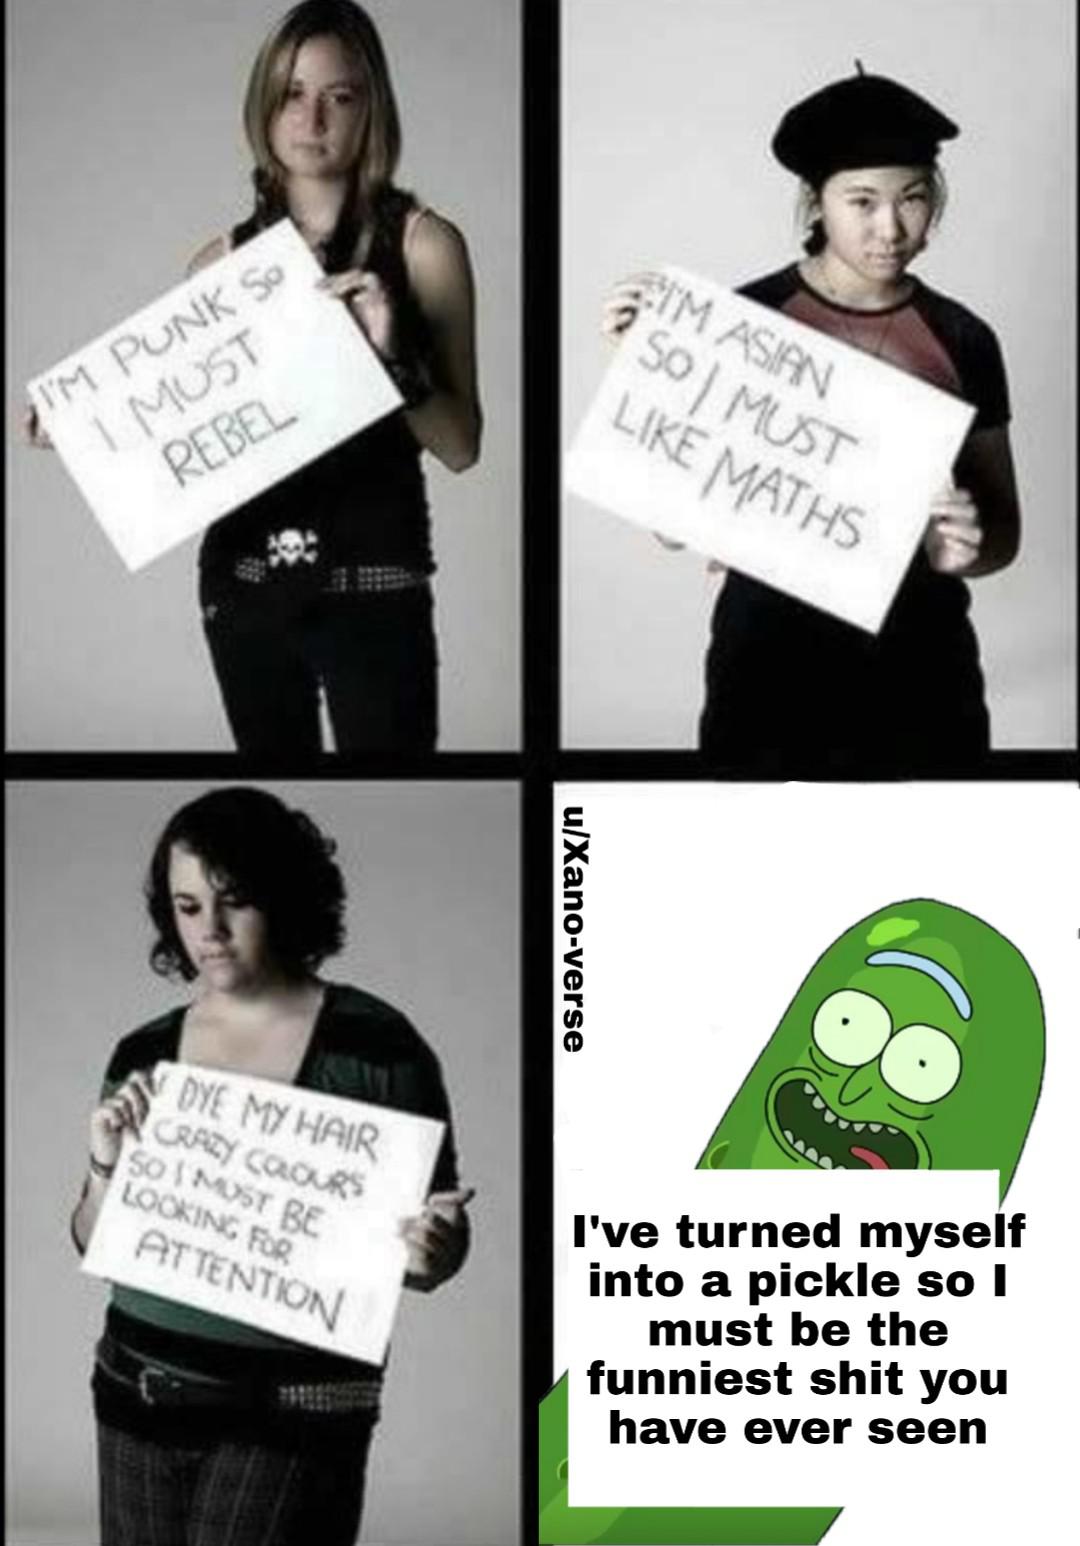 I'M PUNK SO
I MUST
REBEL
I'M ASIAN
SO I MUST
LIKE MATHS
I DYE MY HAIR
CRAZY COLOURS
SO I MUST BE
LOOKING FOR
ATTENTION
u/Xano-verse
I've turned myself
into a pickle so I
must be the
funniest shit you
have ever seen